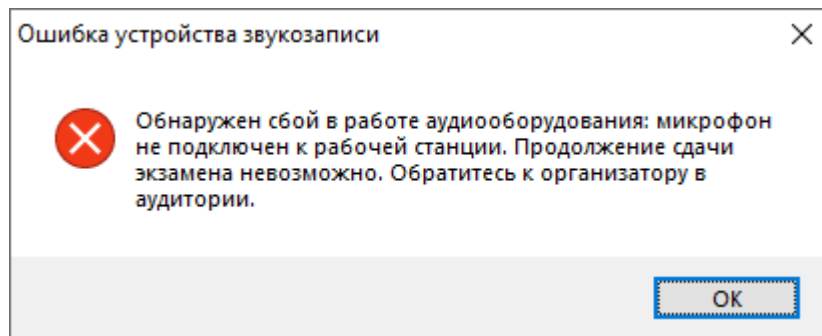 Ошибка устройства звукозаписи
Обнаружен сбой в работе аудиооборудования: микрофон
не подключен к рабочей станции. Продолжение сдачи
экзамена невозможно. Обратитесь к организатору в
аудитории.
ОК